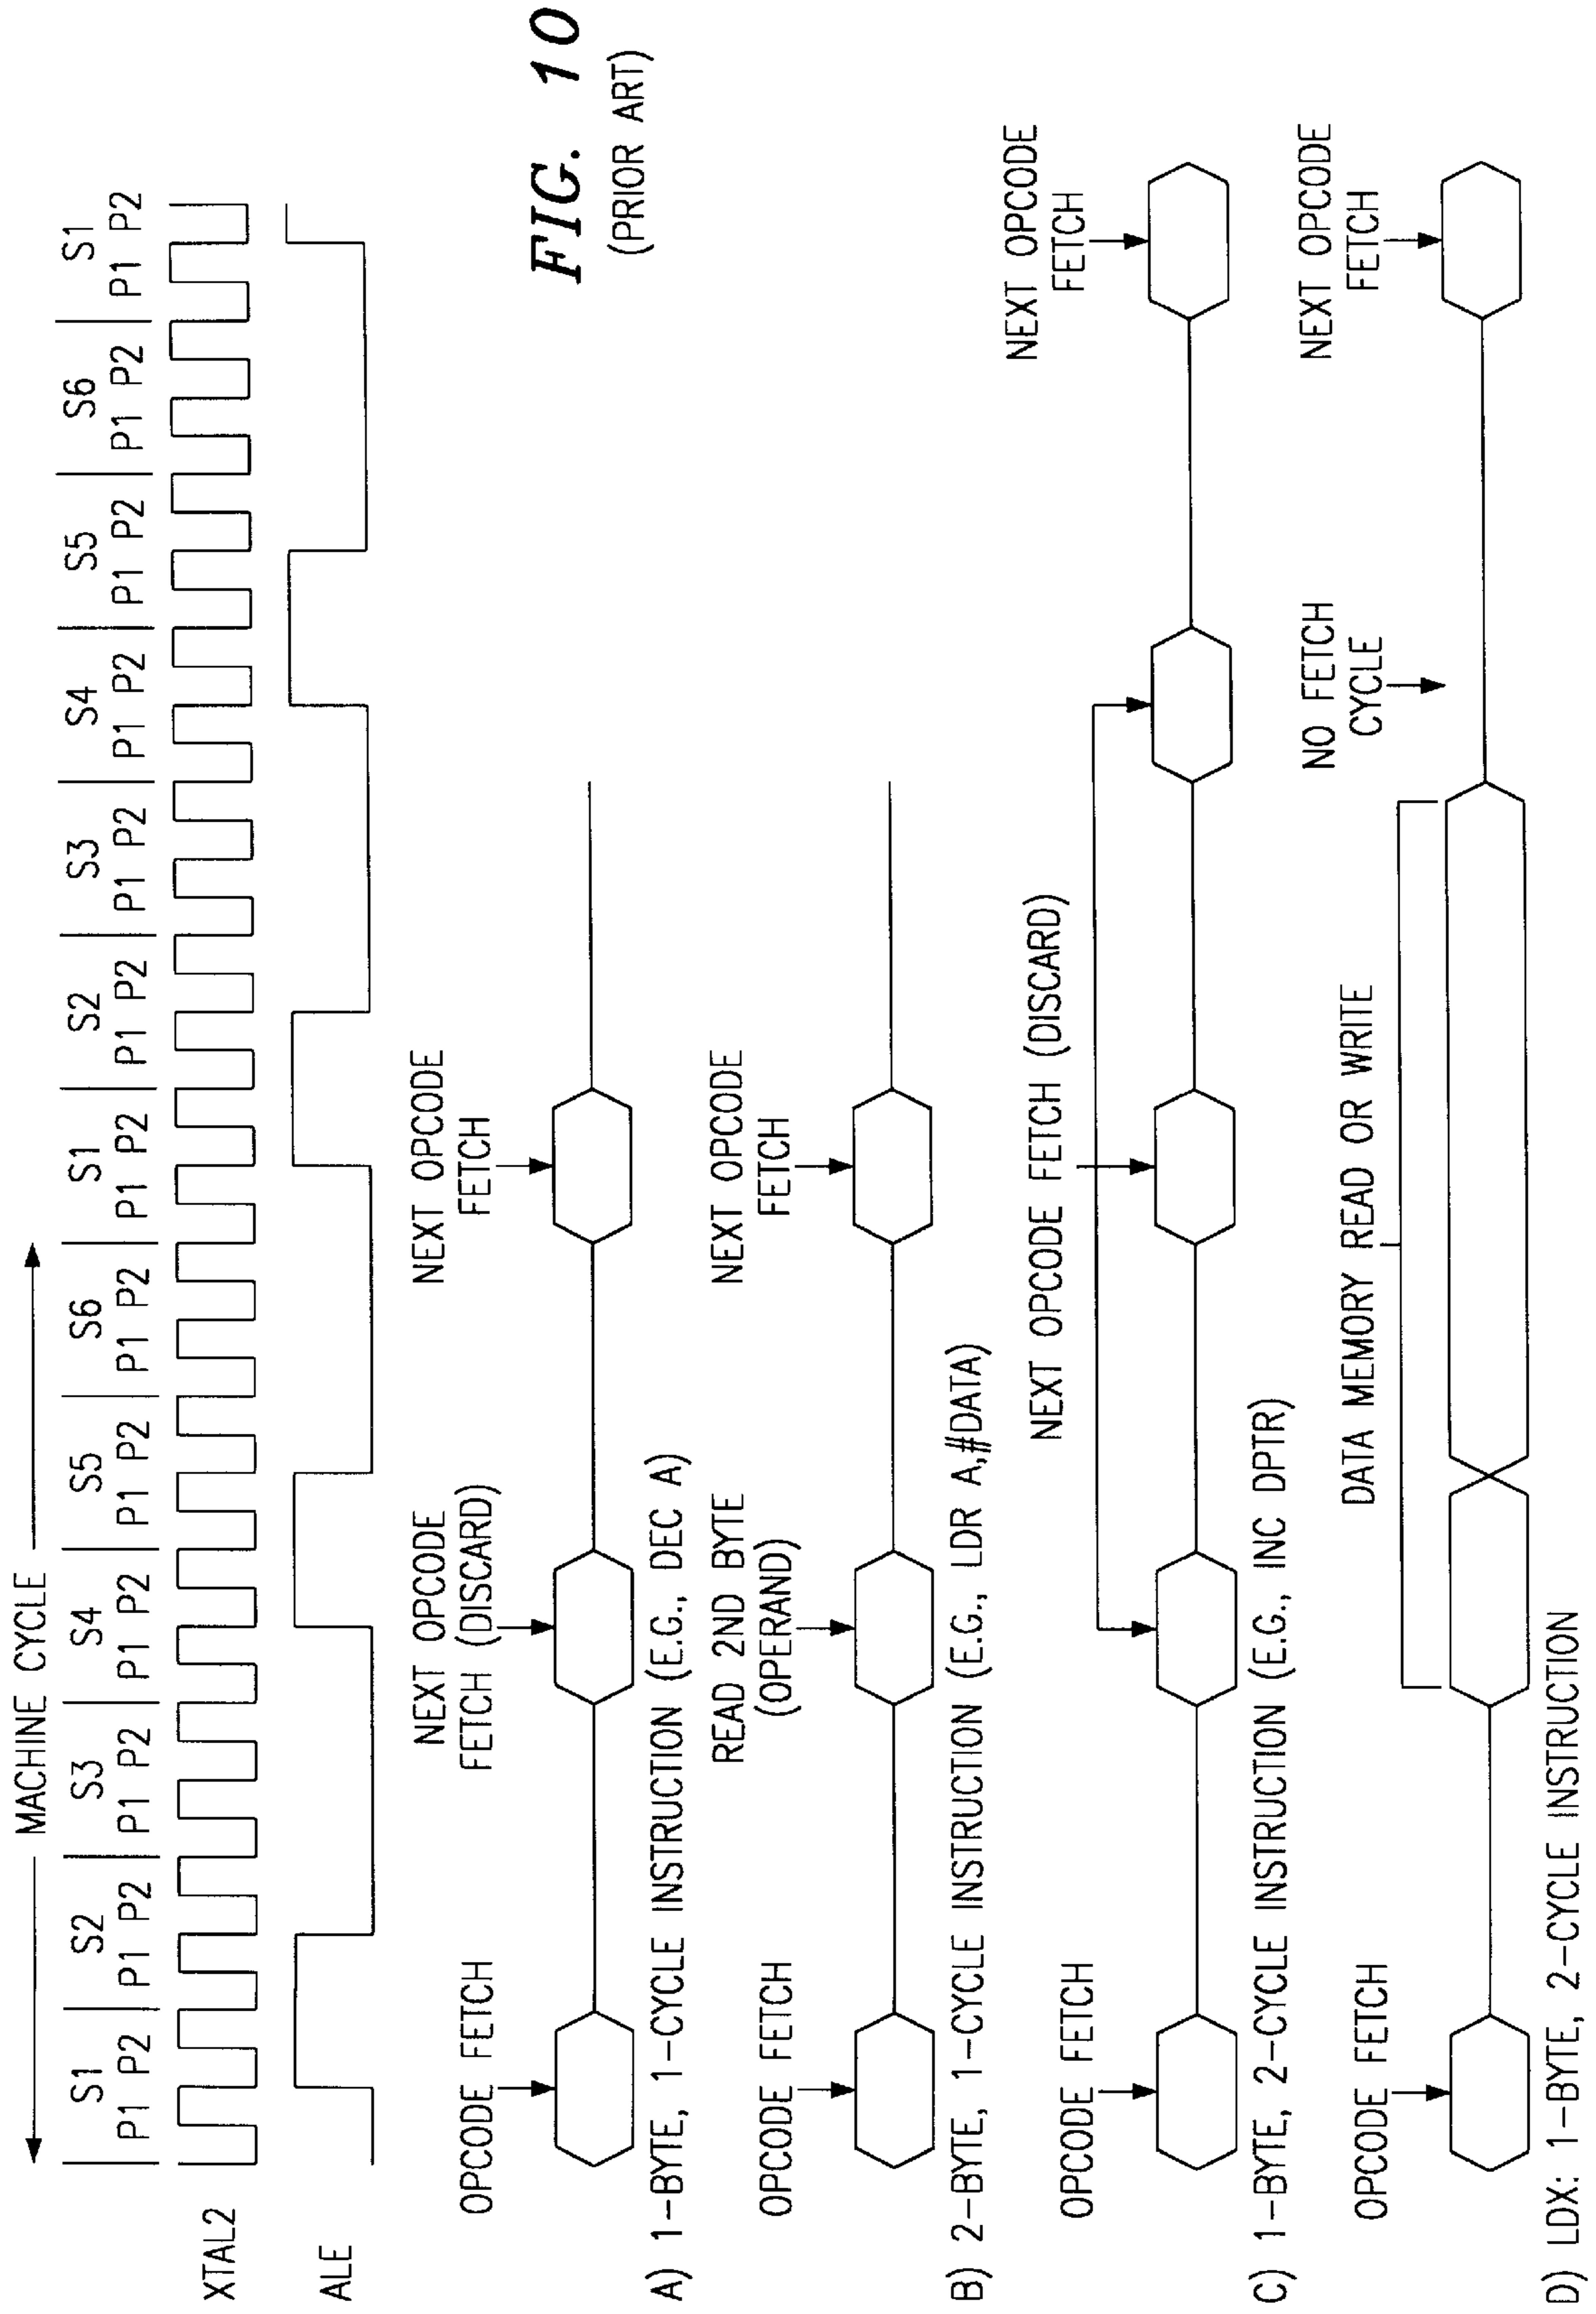 MACHINE CYCLE
S1 S2 S3 S4 S5 S6 S1 S2 S3 S4 S5 S6 S1
P1 P2 P1 P2 P1 P2 P1 P2 P1 P2 P1 P2 P1 P2 P1 P2 P1 P2 P1 P2 P1 P2 P1 P2 P1 P2
XTAL2
ALE
OPCODE FETCH
NEXT OPCODE
FETCH (DISCARD)
NEXT OPCODE
FETCH
A) 1-BYTE, 1-CYCLE INSTRUCTION (E.G., DEC A)
FIG. 10
(PRIOR ART)
OPCODE FETCH
READ 2ND BYTE
(OPERAND)
NEXT OPCODE
FETCH
B) 2-BYTE, 1-CYCLE INSTRUCTION (E.G., LDR A,#DATA)
OPCODE FETCH
NEXT OPCODE FETCH (DISCARD)
NEXT OPCODE
FETCH
C) 1-BYTE, 2-CYCLE INSTRUCTION (E.G., INC DPTR)
OPCODE FETCH
DATA MEMORY READ OR WRITE
NO FETCH
CYCLE
NEXT OPCODE
FETCH
D) LDX: 1-BYTE, 2-CYCLE INSTRUCTION